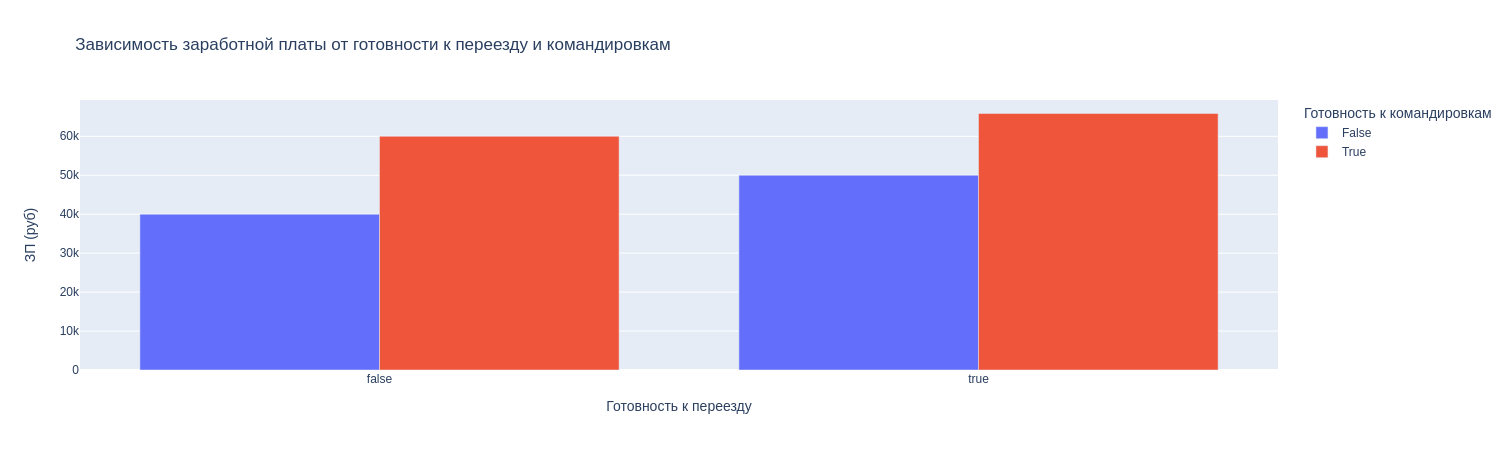 Зависимость заработной платы от готовности к переезду и командировкам
Готовность к командировкам
False
True
60k
50k
40k
30k
20k
10k
0
ЗП (руб)
false
true
Готовность к переезду